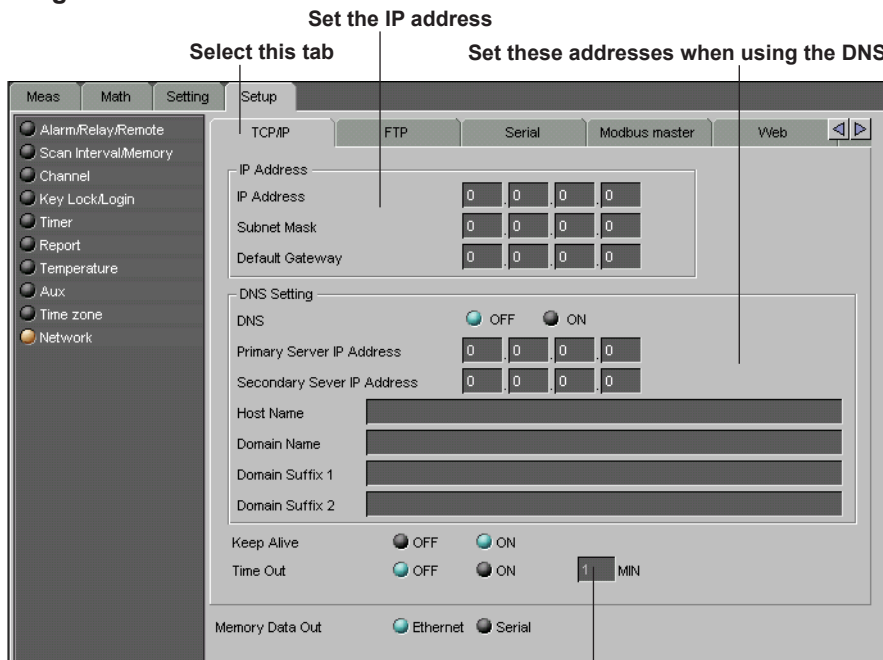 Set the IP address
Select this tab
Set these addresses when using the DNS
Meas Math Setting Setup
Alarm/Relay/Remote
Scan Interval/Memory
Channel
Key Lock/Login
Timer
Report
Temperature
Aux
Time zone
Network
TCP/IP FTP Serial Modbus master Web
IP Address
IP Address 0 . 0 . 0 . 0
Subnet Mask 0 . 0 . 0 . 0
Default Gateway 0 . 0 . 0 . 0
DNS Setting
DNS OFF ON
Primary Server IP Address 0 . 0 . 0 . 0
Secondary Sever IP Address 0 . 0 . 0 . 0
Host Name
Domain Name
Domain Suffix 1
Domain Suffix 2
Keep Alive OFF ON
Time Out OFF ON 1 MIN
Memory Data Out Ethernet Serial